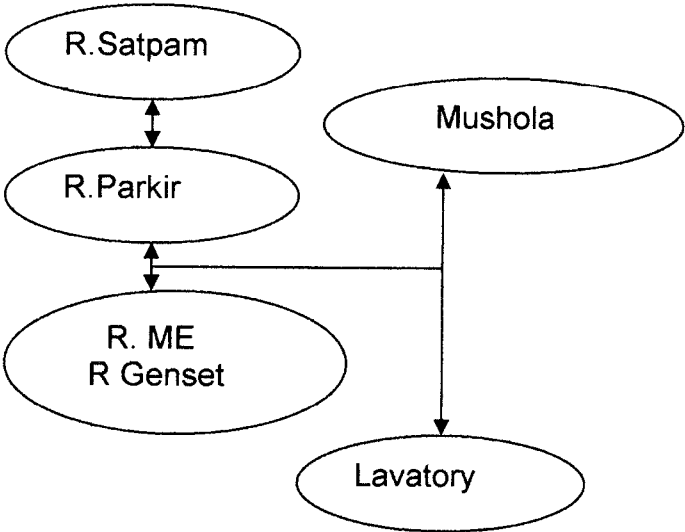 R.Satpam
Mushola
R.Parkir
R. ME
R Genset
Lavatory